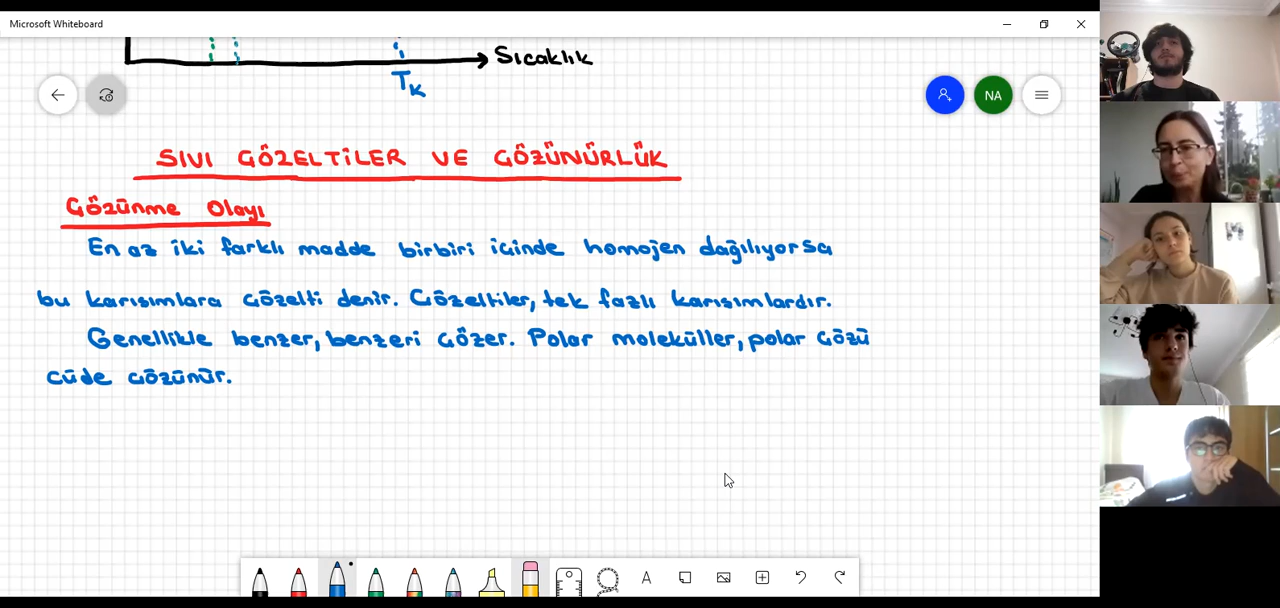 Microsoft Whiteboard
Sıcaklık
TK
NA
SIVI ÇÖZELTİLER VE ÇÖZÜNÜRLÜK
Çözünme Olayı
En az iki farklı madde birbiri içinde homojen dağılıyorsa
bu karışımlara çözelti denir. Çözeltiler, tek fazlı karışımlardır.
Genellikle benzer, benzeri çözer. Polar moleküller, polar çözü
cüde çözünür.
A